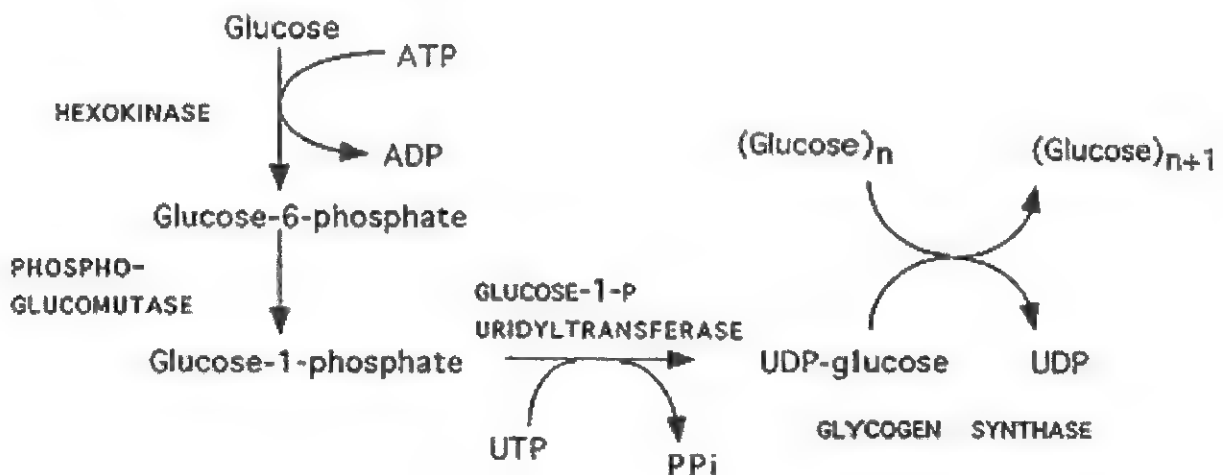 Glucose
ATP
HEXOKINASE
ADP
(Glucose)n
(Glucose)n+1
Glucose-6-phosphate
PHOSPHO-
GLUCOMUTASE
GLUCOSE-1-P
URIDYLTRANSFERASE
Glucose-1-phosphate
UDP-glucose
UDP
UTP
PPi
GLYCOGEN SYNTHASE